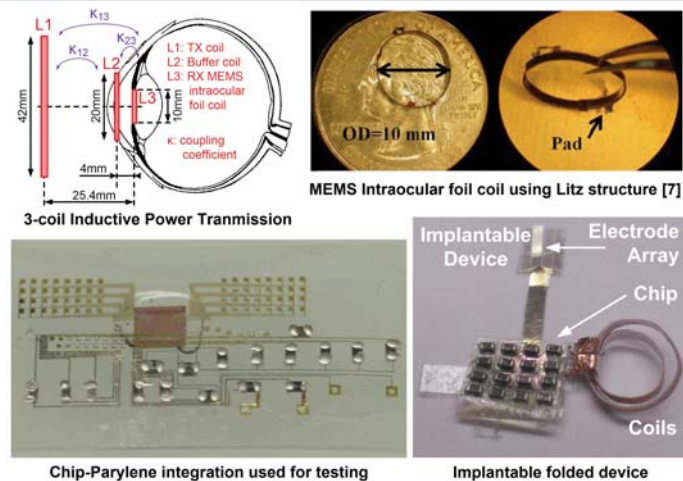 L1
K13
K12
K23
L2
L3
L1: TX coil
L2: Buffer coil
L3: RX MEMS
intraocular
foil coil
κ: coupling
coefficient
42mm
20mm
10mm
4mm
25.4mm
3-coil Inductive Power Tranmission
OD=10 mm
Pad
MEMS Intraocular foil coil using Litz structure [7]
Chip-Parylene integration used for testing
Implantable
Device
Electrode
Array
Chip
Coils
Implantable folded device